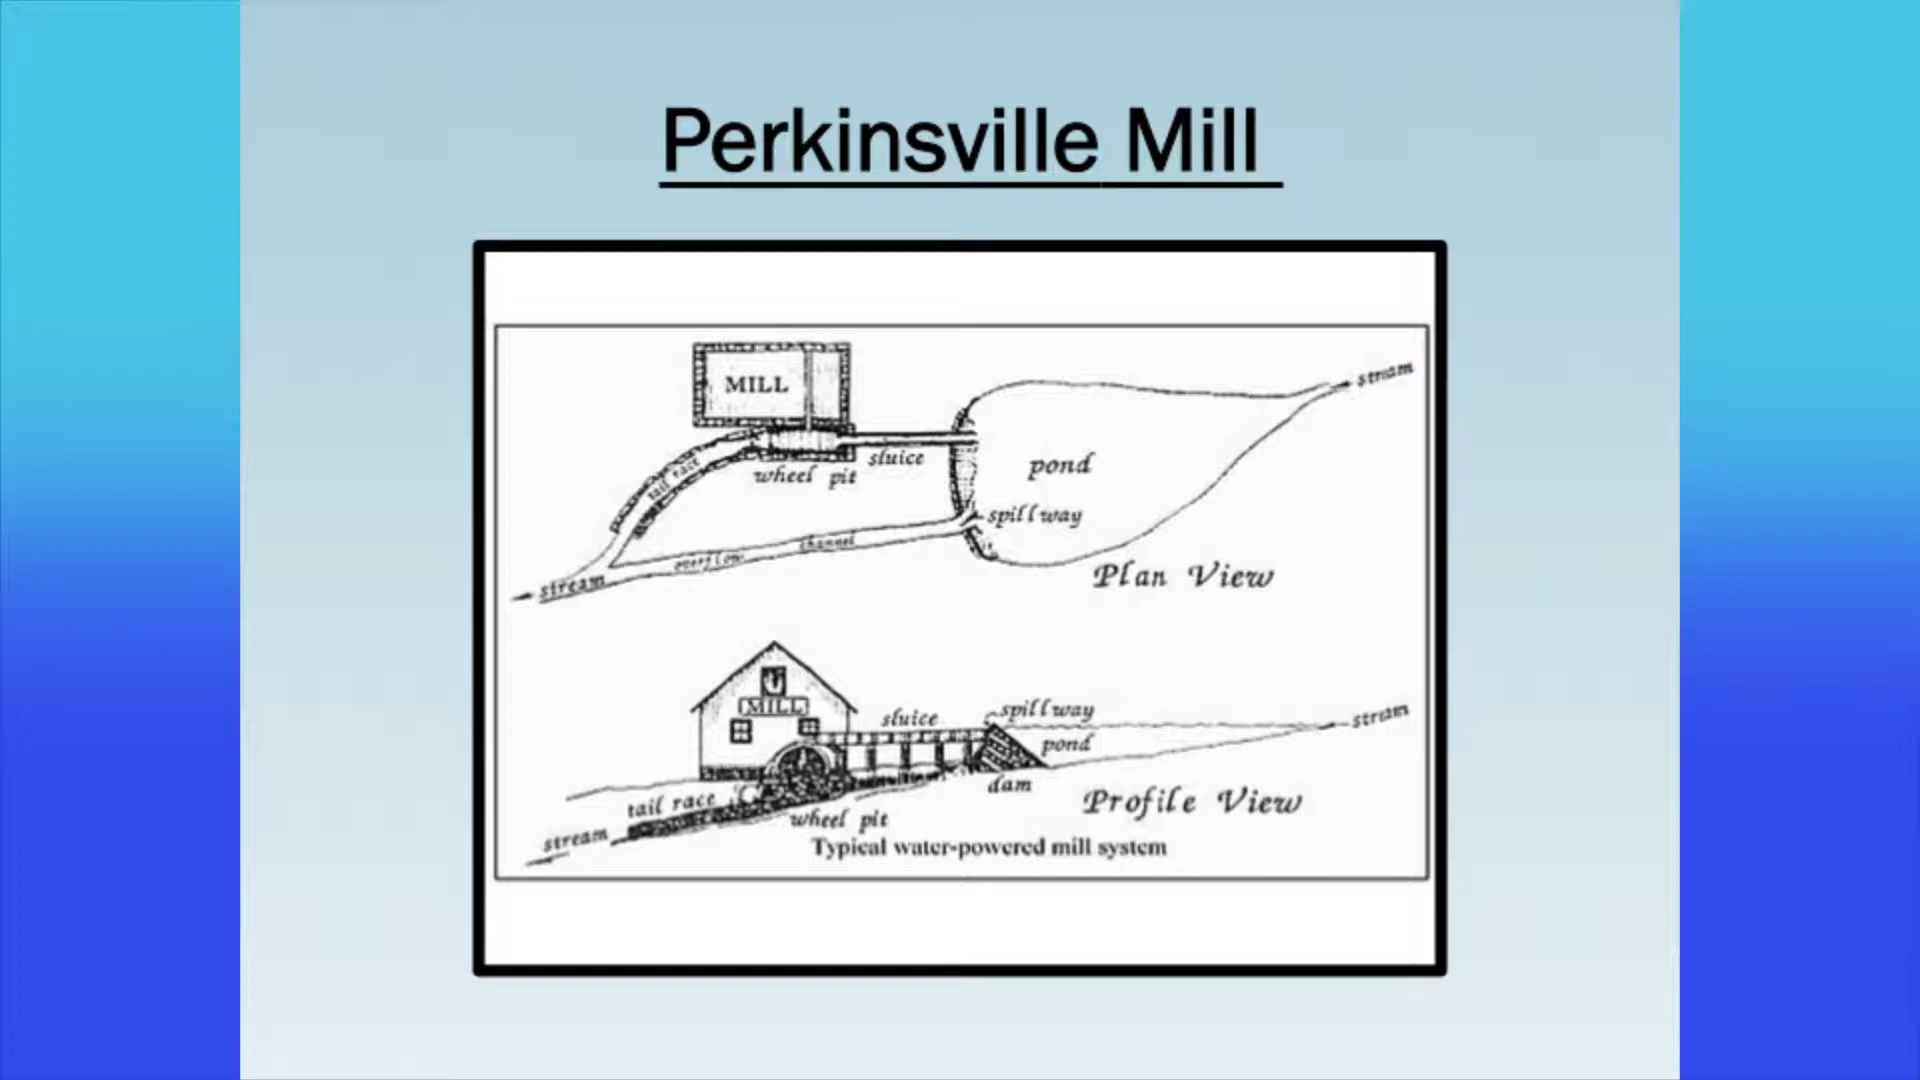 Perkinsville Mill
MILL
stream
tail race
wheel pit
sluice
pond
spillway
overflow channel
stream
Plan View
MILL
sluice
spillway
stream
pond
dam
tail race
Profile View
wheel pit
stream
Typical water-powered mill system